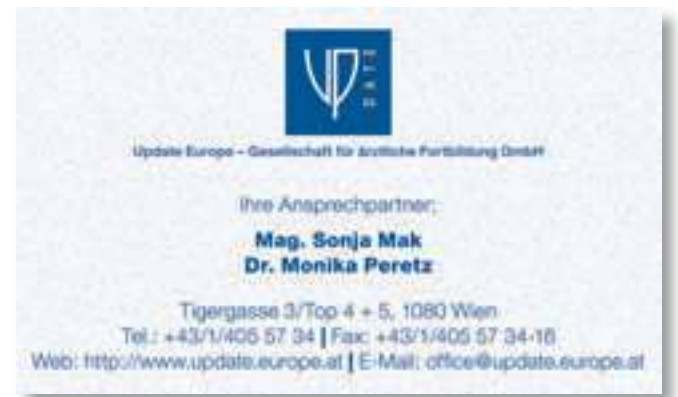 UP
DATE
Update Europe – Gesellschaft für ärztliche Fortbildung GmbH
Ihre Ansprechpartner:
Mag. Sonja Mak
Dr. Monika Peretz
Tigergasse 3/Top 4 + 5, 1080 Wien
Tel.: +43/1/405 57 34 | Fax: +43/1/405 57 34-16
Web: http://www.update.europe.at | E-Mail: office@update.europe.at